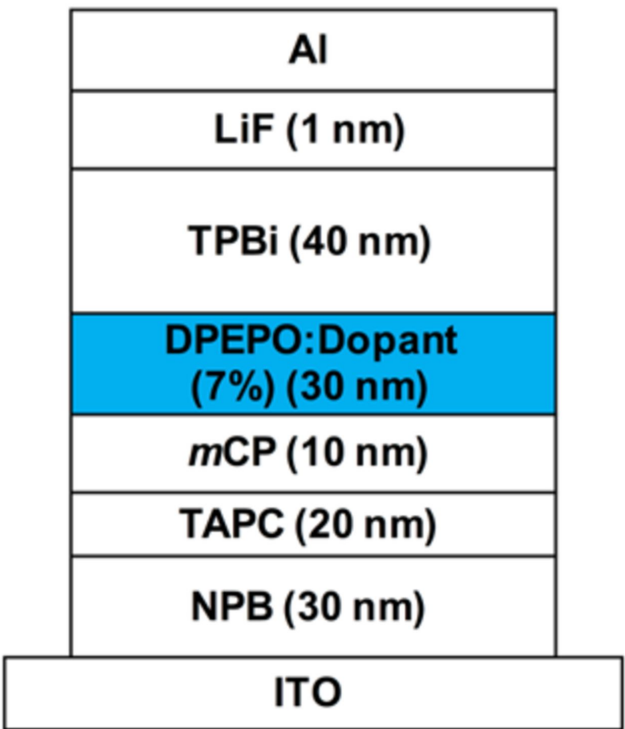 Al
LiF (1 nm)
TPBi (40 nm)
DPEPO:Dopant
(7%) (30 nm)
mCP (10 nm)
TAPC (20 nm)
NPB (30 nm)
ITO